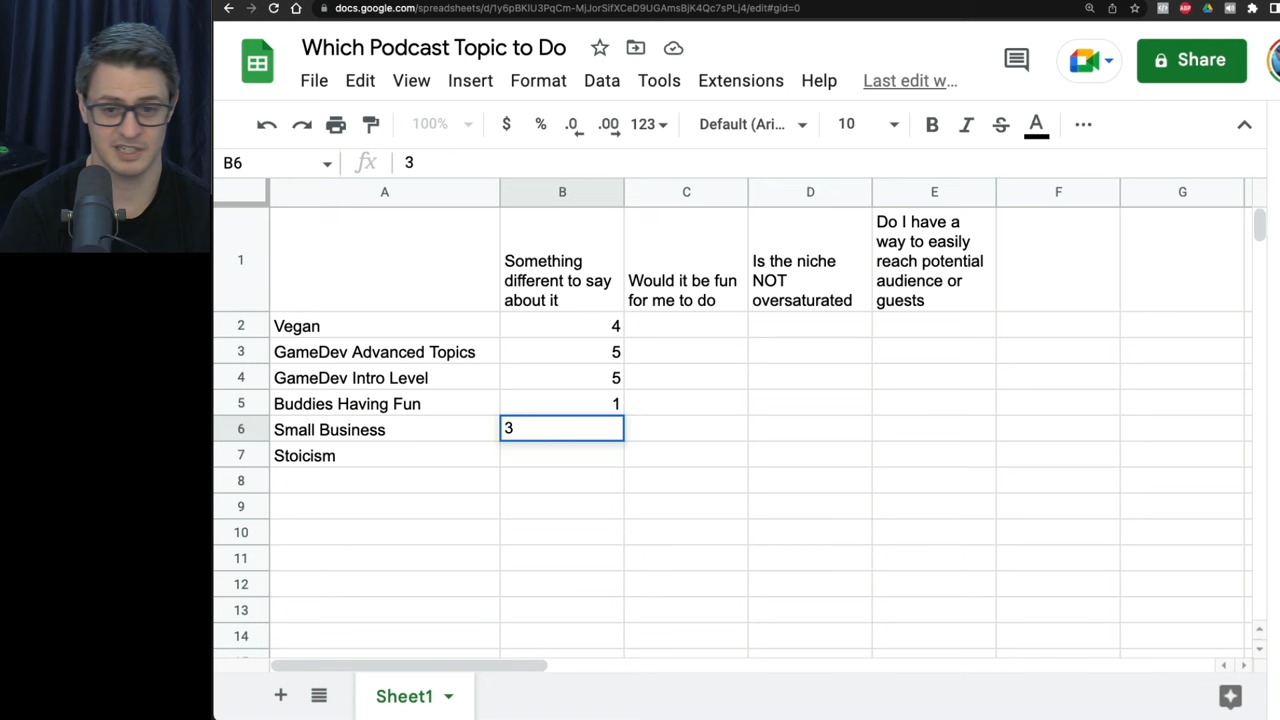 docs.google.com/spreadsheets/d/1y6pBKIU3PqCm-MjJorSifXCeD9UGAmsBjK4Qc7sPLj4/edit#gid=0
Which Podcast Topic to Do
File Edit View Insert Format Data Tools Extensions Help Last edit w...
Share
100% $ % .0 .00 123 Default (Ari... 10 B I S A
B6 fx 3
A B C D E F G
1
Something
different to say
about it
Would it be fun
for me to do
Is the niche
NOT
oversaturated
Do I have a
way to easily
reach potential
audience or
guests
2 Vegan 4
3 GameDev Advanced Topics 5
4 GameDev Intro Level 5
5 Buddies Having Fun 1
6 Small Business 3
7 Stoicism
8
9
10
11
12
13
14
Sheet1